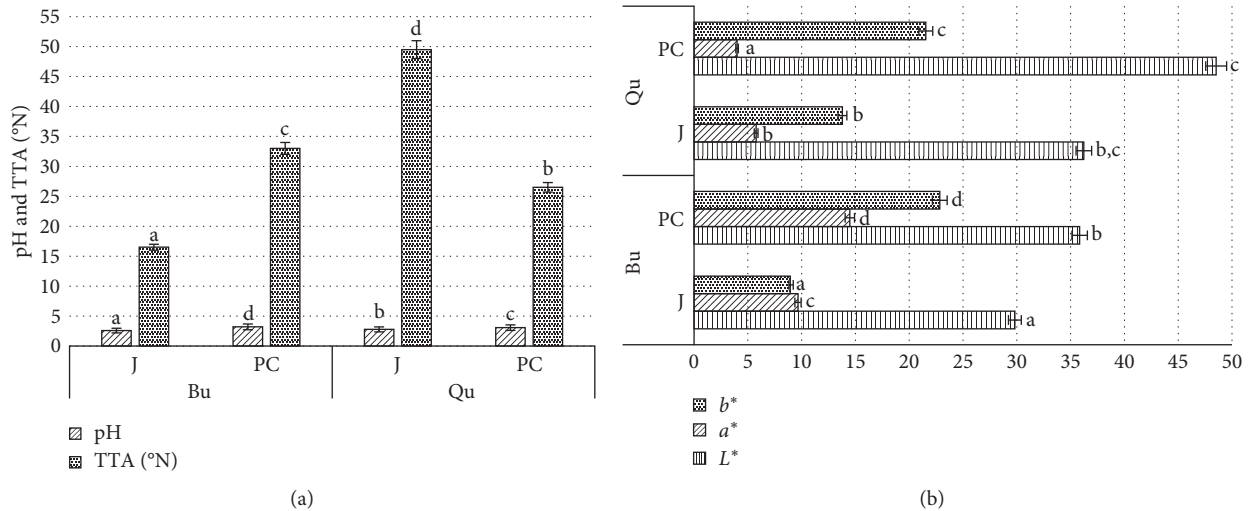 55
50
45
40
35
30
25
20
15
10
5
0
pH and TTA (°N)
a
a
d
c
b
d
c
b
J
PC
J
PC
Bu
Qu
pH
TTA (°N)
(a)
Qu
Bu
PC
J
PC
J
c
a
c
b
b
b,c
d
d
b
a
c
a
0 5 10 15 20 25 30 35 40 45 50
b*
a*
L*
(b)